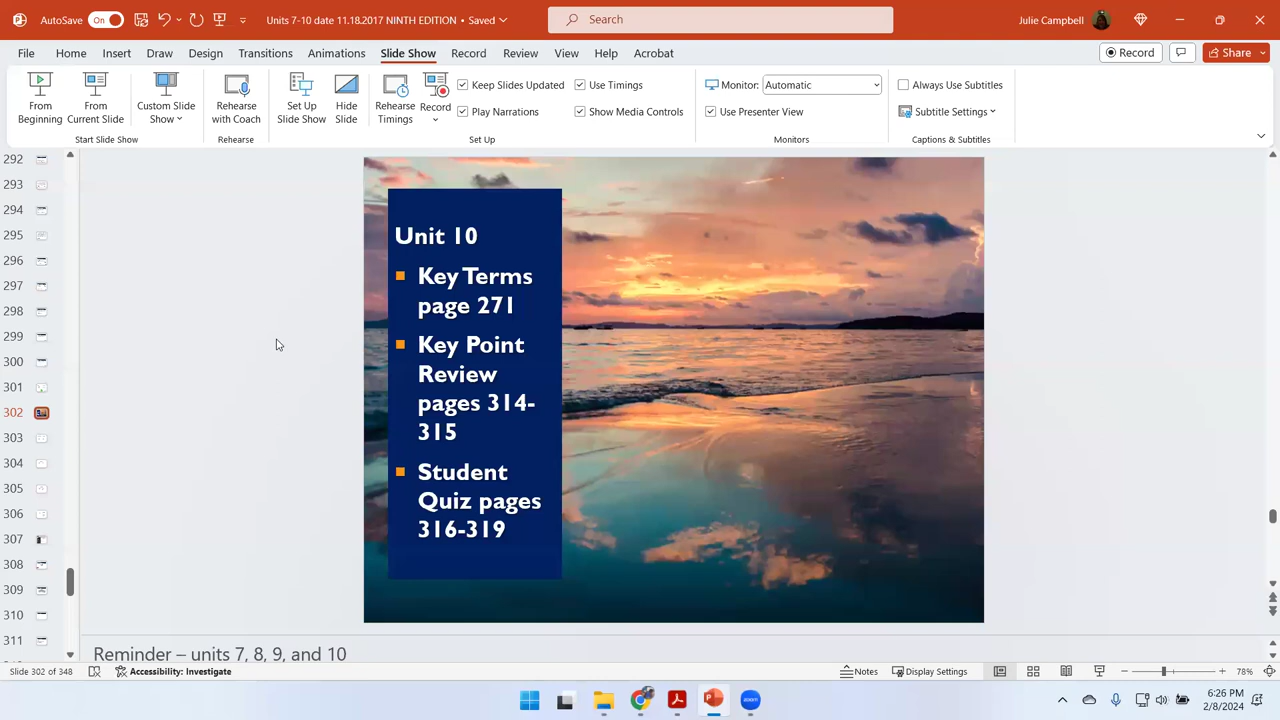 AutoSave
On
Units 7-10 date 11.18.2017 NINTH EDITION • Saved
Search
Julie Campbell
File
Home
Insert
Draw
Design
Transitions
Animations
Slide Show
Record
Review
View
Help
Acrobat
Record
Share
From
Beginning
From
Current Slide
Custom Slide
Show
Start Slide Show
Rehearse
with Coach
Rehearse
Set Up
Slide Show
Hide
Slide
Rehearse
Timings
Record
Keep Slides Updated
Play Narrations
Use Timings
Show Media Controls
Set Up
Monitor:
Automatic
Use Presenter View
Monitors
Always Use Subtitles
Subtitle Settings
Captions & Subtitles
292
293
294
295
296
297
298
299
300
301
302
303
304
305
306
307
308
309
310
311
Unit 10
Key Terms
page 271
Key Point
Review
pages 314-
315
Student
Quiz pages
316-319
Reminder – units 7, 8, 9, and 10
Slide 302 of 348
Accessibility: Investigate
Notes
Display Settings
78%
zoom
6:26 PM
2/8/2024